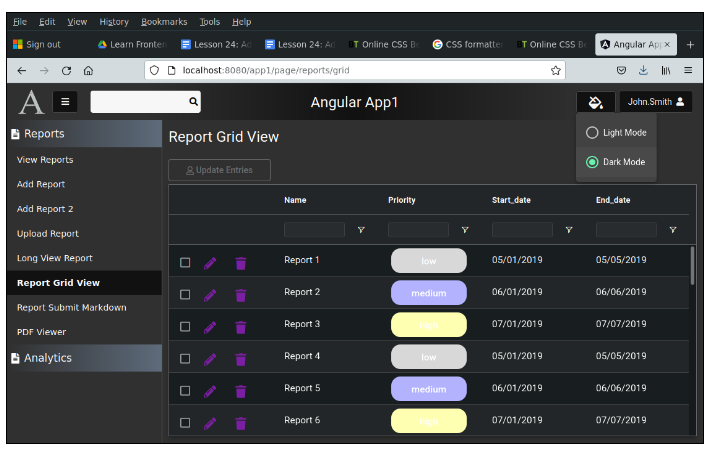 File Edit View History Bookmarks Tools Help
Sign out Learn Fronten Lesson 24: Ad Lesson 24: Ad BT Online CSS Be CSS formatter BT Online CSS Be Angular App
localhost:8080/app1/page/reports/grid
A Angular App1 John.Smith
Light Mode
Dark Mode
Reports
View Reports
Add Report
Add Report 2
Upload Report
Long View Report
Report Grid View
Report Submit Markdown
PDF Viewer
Analytics
Report Grid View
Update Entries
Name Priority Start_date End_date
Report 1 low 05/01/2019 05/05/2019
Report 2 medium 06/01/2019 06/06/2019
Report 3 07/01/2019 07/07/2019
Report 4 low 05/01/2019 05/05/2019
Report 5 medium 06/01/2019 06/06/2019
Report 6 07/01/2019 07/07/2019